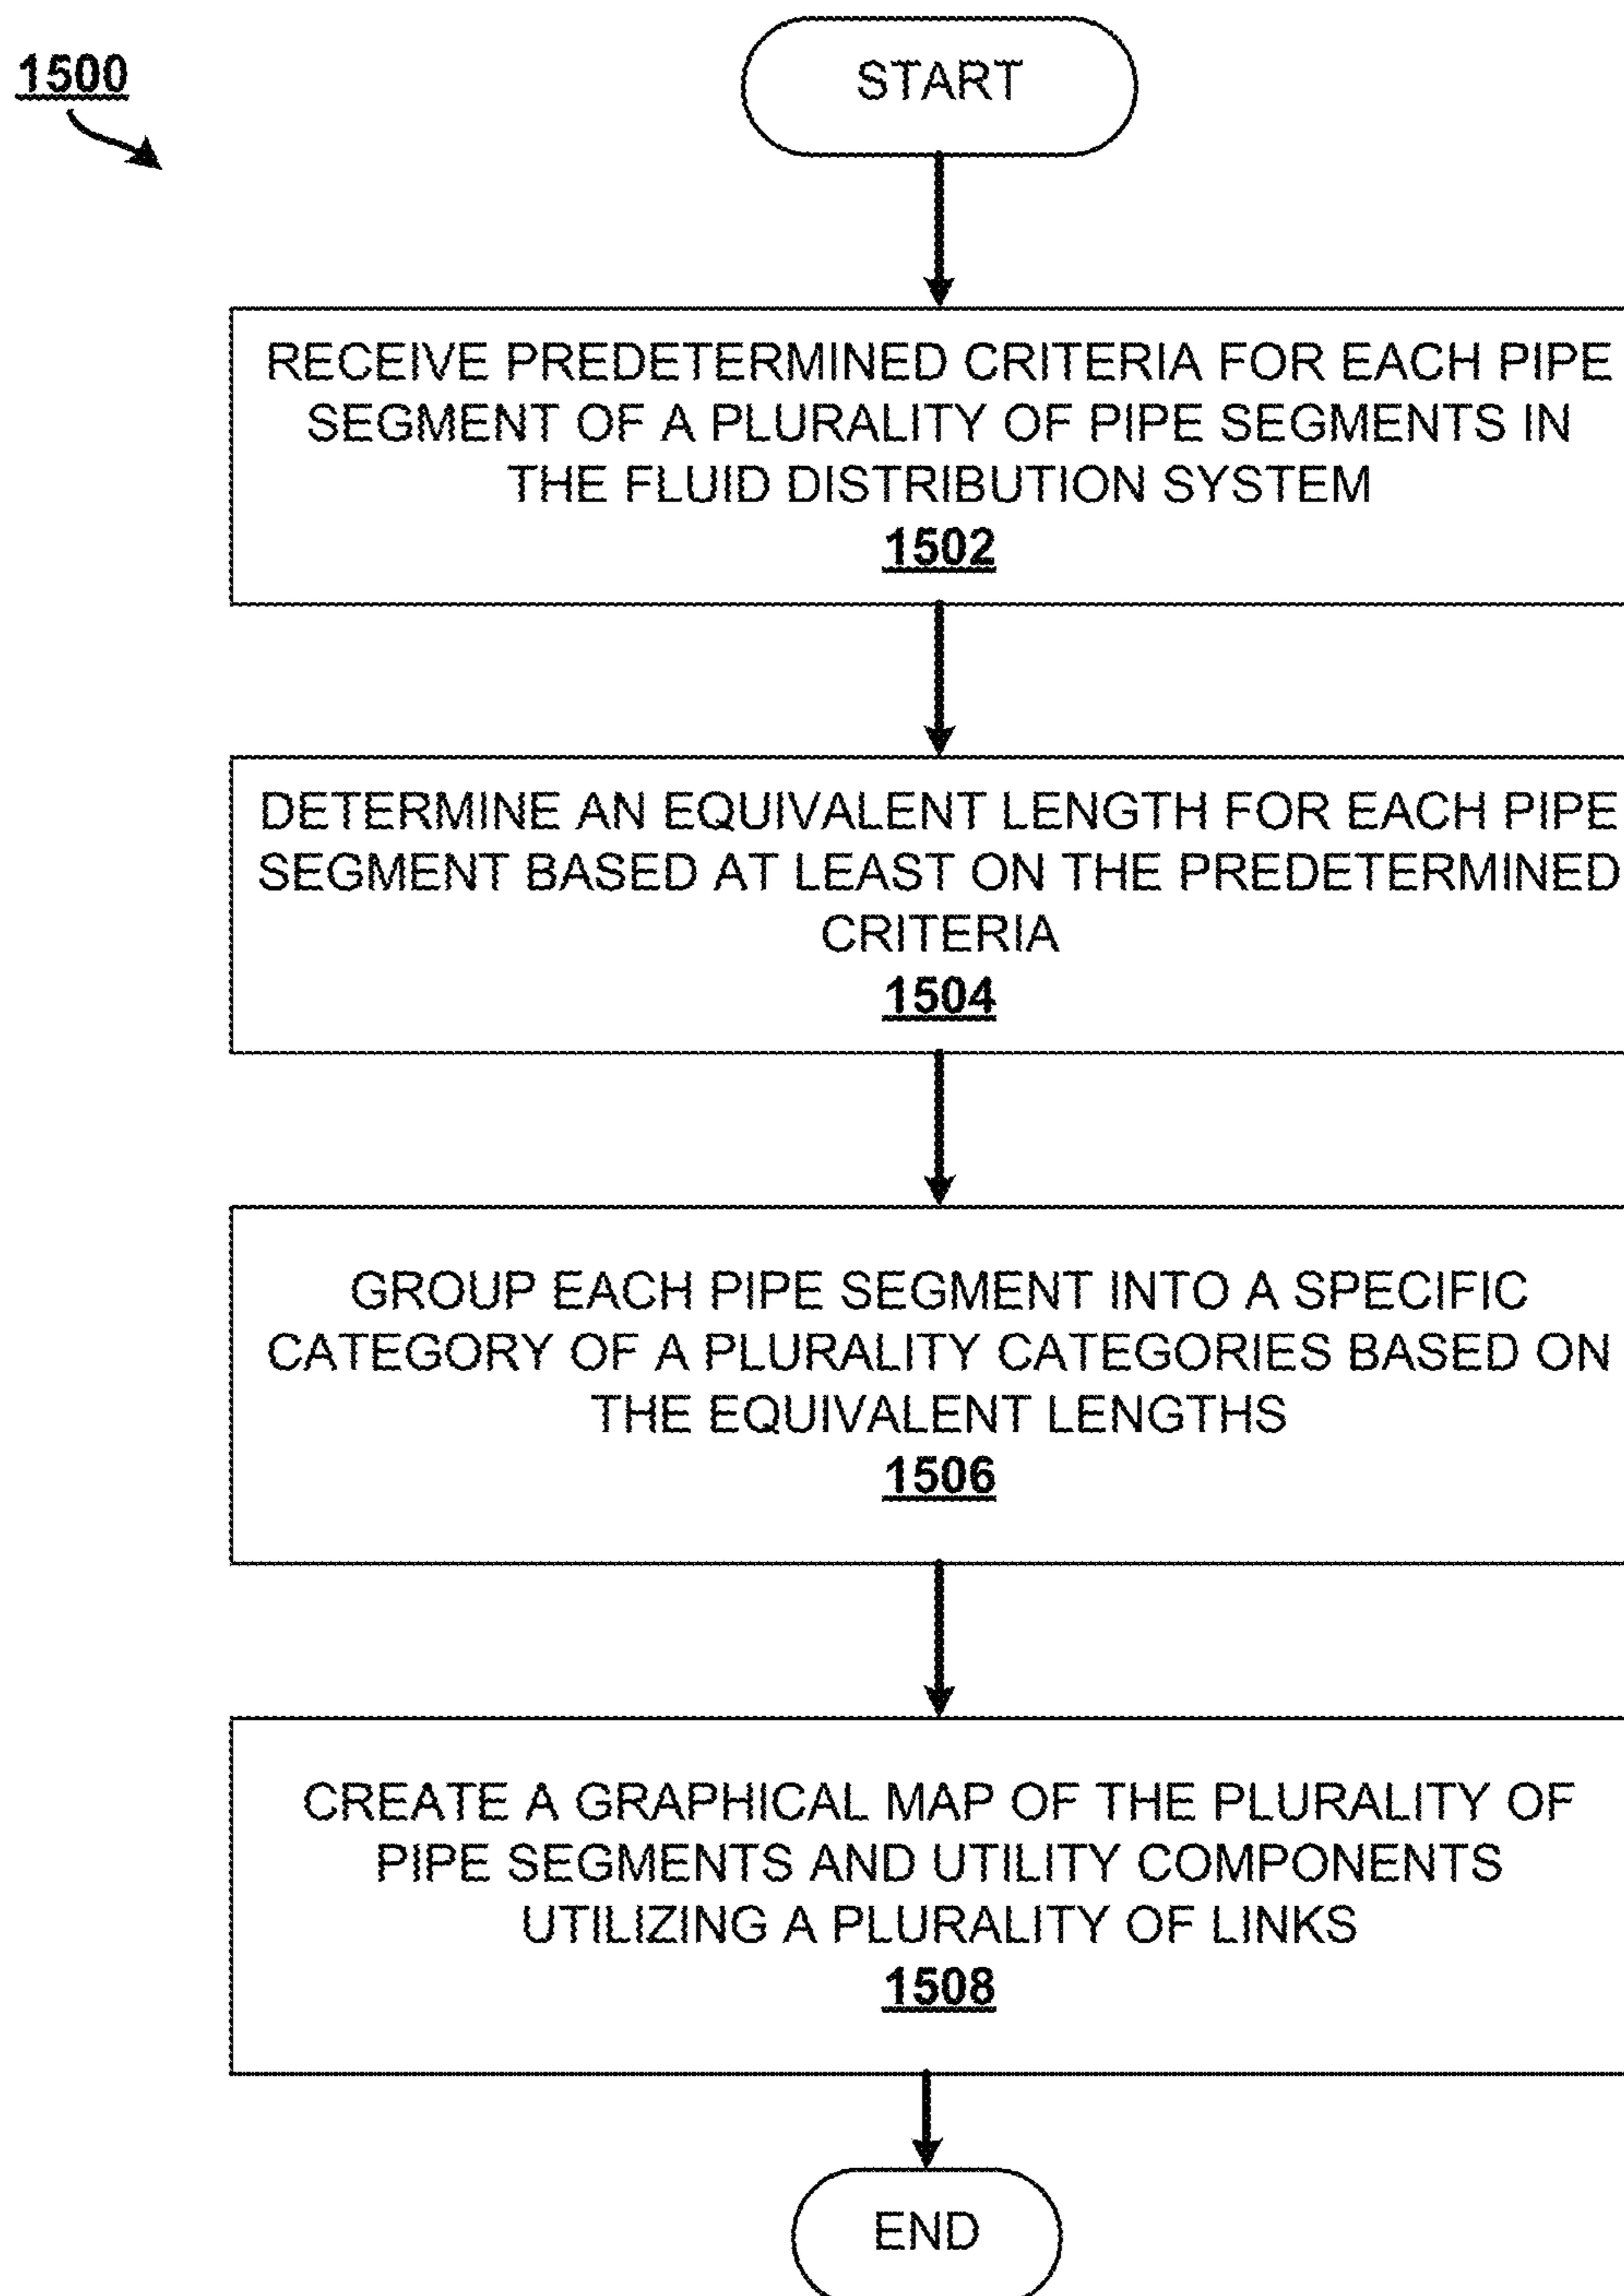 1500
START
RECEIVE PREDETERMINED CRITERIA FOR EACH PIPE
SEGMENT OF A PLURALITY OF PIPE SEGMENTS IN
THE FLUID DISTRIBUTION SYSTEM
1502
DETERMINE AN EQUIVALENT LENGTH FOR EACH PIPE
SEGMENT BASED AT LEAST ON THE PREDETERMINED
CRITERIA
1504
GROUP EACH PIPE SEGMENT INTO A SPECIFIC
CATEGORY OF A PLURALITY CATEGORIES BASED ON
THE EQUIVALENT LENGTHS
1506
CREATE A GRAPHICAL MAP OF THE PLURALITY OF
PIPE SEGMENTS AND UTILITY COMPONENTS
UTILIZING A PLURALITY OF LINKS
1508
END